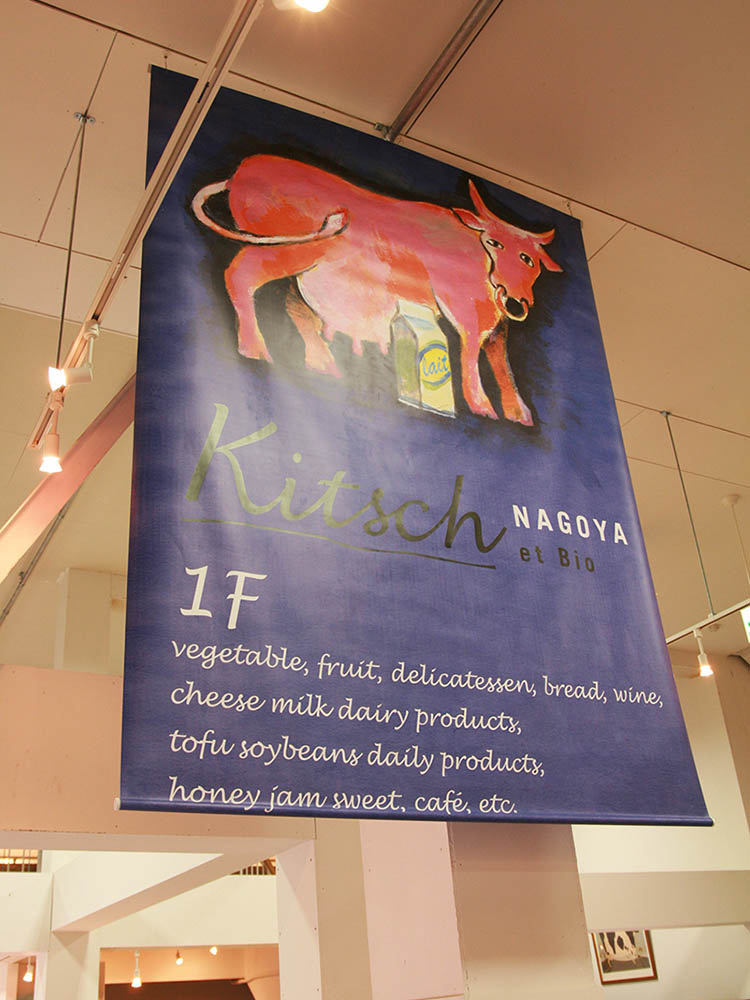 lait
Kitsch NAGOYA
et Bio
1F
vegetable, fruit, delicatessen, bread, wine,
cheese milk dairy products,
tofu soybeans daily products,
honey jam sweet, café, etc.